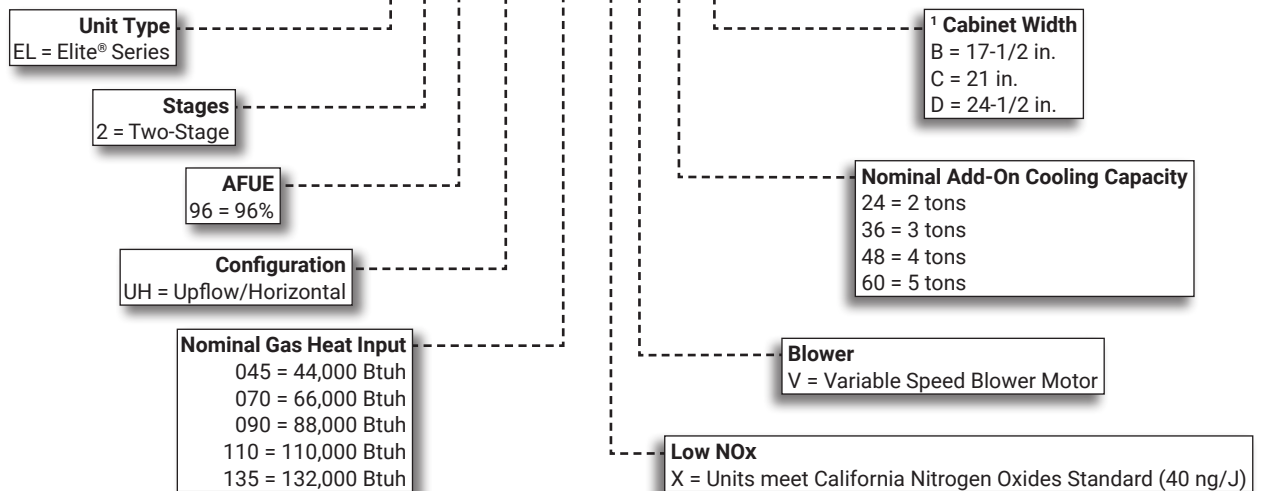 Unit Type
EL = Elite® Series
Stages
2 = Two-Stage
AFUE
96 = 96%
Configuration
UH = Upflow/Horizontal
Nominal Gas Heat Input
045 = 44,000 Btuh
070 = 66,000 Btuh
090 = 88,000 Btuh
110 = 110,000 Btuh
135 = 132,000 Btuh
¹ Cabinet Width
B = 17-1/2 in.
C = 21 in.
D = 24-1/2 in.
Nominal Add-On Cooling Capacity
24 = 2 tons
36 = 3 tons
48 = 4 tons
60 = 5 tons
Blower
V = Variable Speed Blower Motor
Low NOx
X = Units meet California Nitrogen Oxides Standard (40 ng/J)